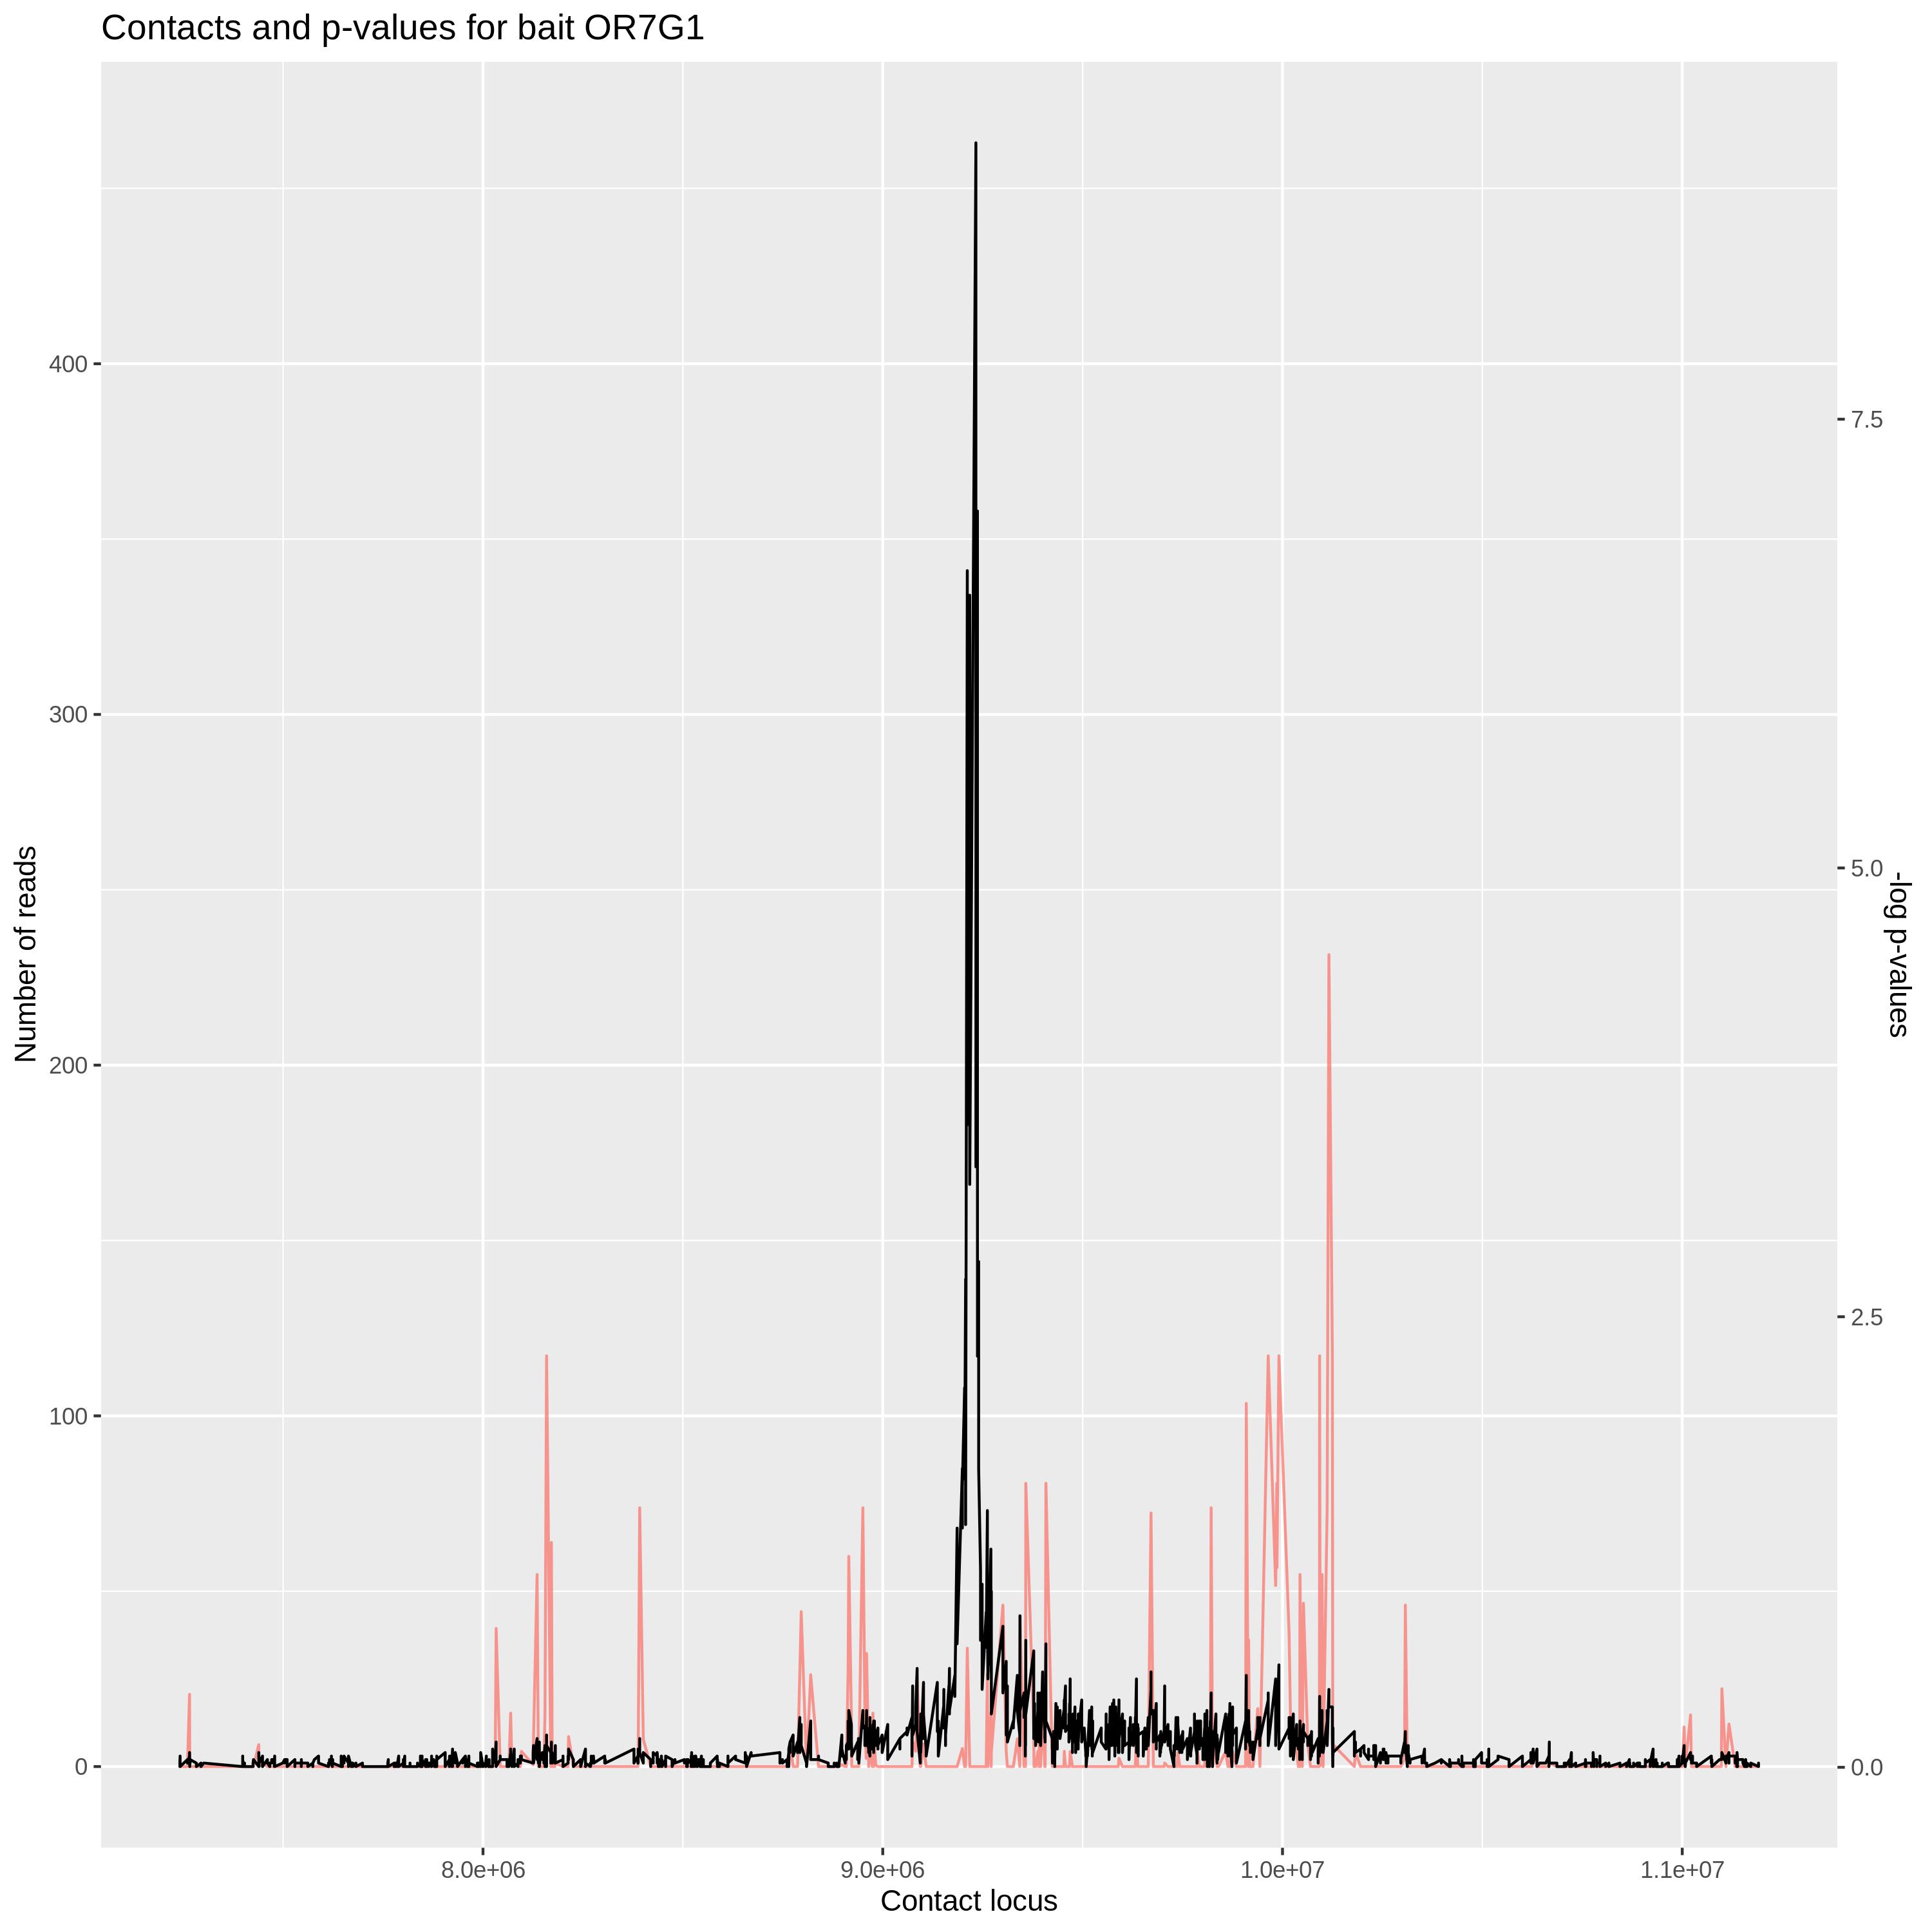 Contacts and p-values for bait OR7G1
Number of reads
400
300
200
100
0
7.5
5.0
2.5
0.0
-log p-values
8.0e+06
9.0e+06
1.0e+07
1.1e+07
Contact locus